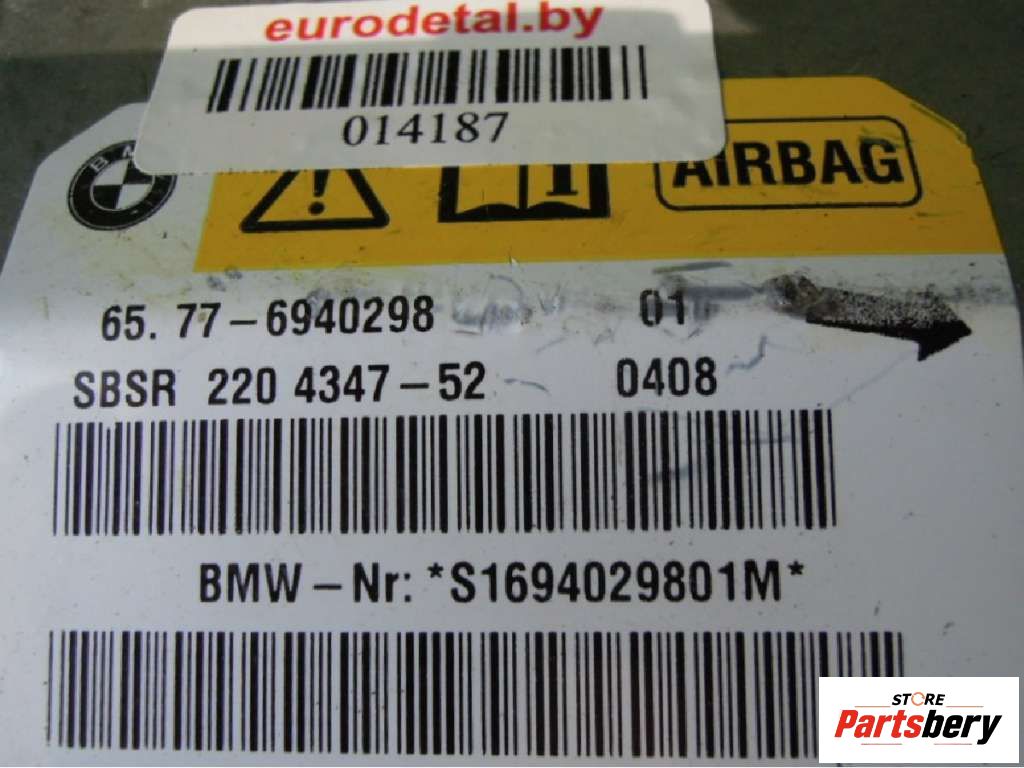 eurodetal.by
014187
AIRBAG
65. 77-6940298 01
SBSR 220 4347-52 0408
BMW-Nr: *S1694029801M*
STORE
Partsbery